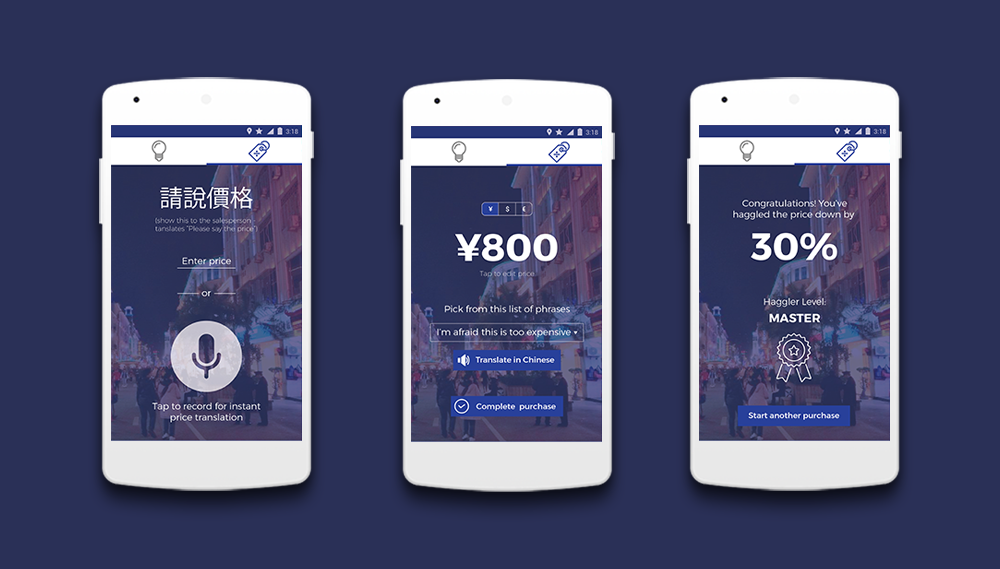 3:18
請說價格
(show this to the salesperson -
tanslates "Please say the price")
Enter price
or
Tap to record for instant
price translation
3:18
¥ $ €
¥800
Tap to edit price.
Pick from this list of phrases
I'm afraid this is too expensive
Translate in Chinese
Complete purchase
3:18
Congratulations! You've
haggled the price down by
30%
Haggler Level:
MASTER
Start another purchase